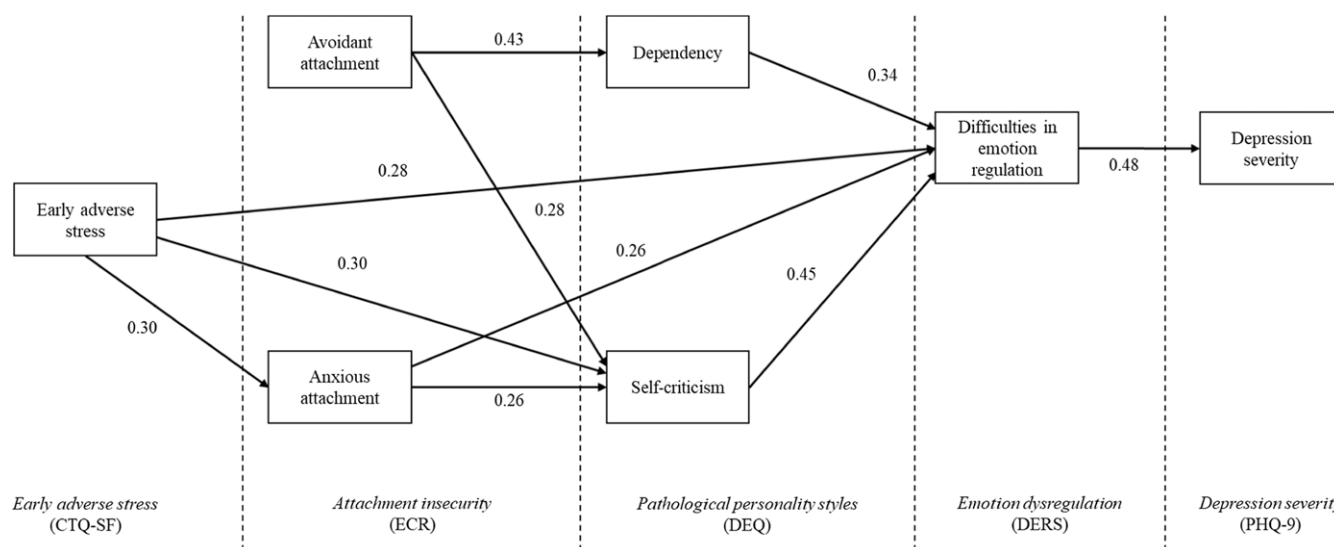 Avoidant
attachment
0.43
Dependency
0.34
Difficulties in
emotion
regulation
0.48
Depression
severity
0.28
Early adverse
stress
0.28
0.30
0.26
0.45
0.30
Anxious
attachment
0.26
Self-criticism
Early adverse stress
(CTQ-SF)
Attachment insecurity
(ECR)
Pathological personality styles
(DEQ)
Emotion dysregulation
(DERS)
Depression severity
(PHQ-9)